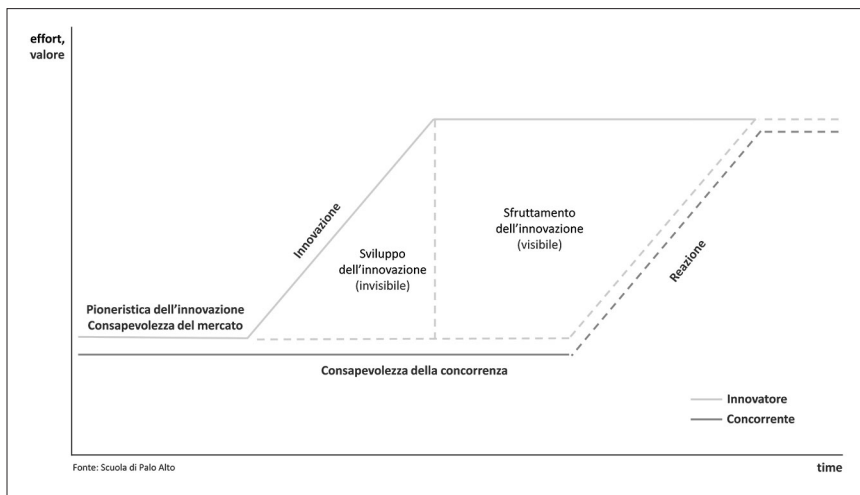 effort,
valore
Innovazione
Sviluppo
dell'innovazione
(invisibile)
Sfruttamento
dell'innovazione
(visibile)
Reazione
Pioneristica dell'innovazione
Consapevolezza del mercato
Consapevolezza della concorrenza
Innovatore
Concorrente
Fonte: Scuola di Palo Alto
time